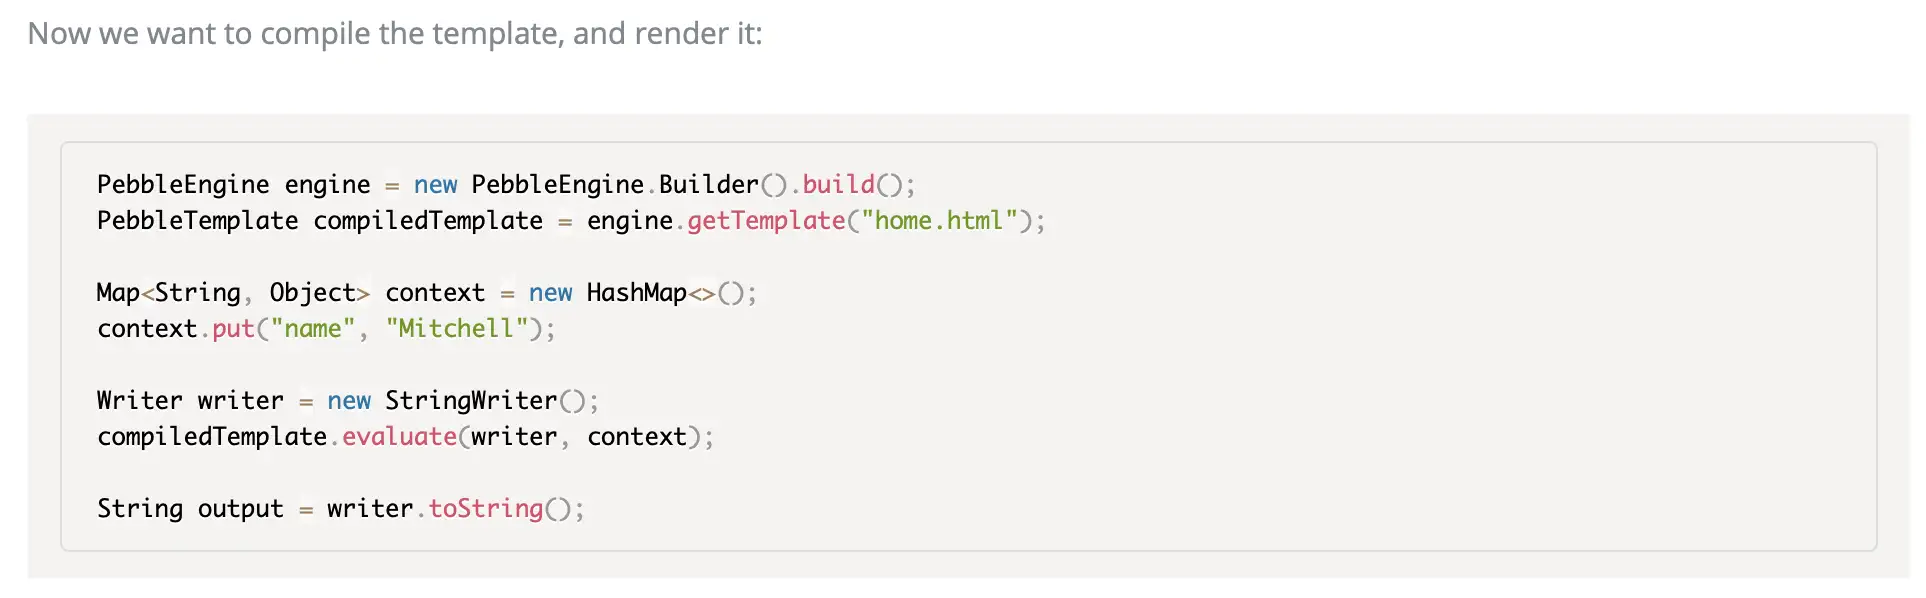 Now we want to compile the template, and render it:
PebbleEngine engine = new PebbleEngine.Builder().build();
PebbleTemplate compiledTemplate = engine.getTemplate("home.html");
Map<String, Object> context = new HashMap<>();
context.put("name", "Mitchell");
Writer writer = new StringWriter();
compiledTemplate.evaluate(writer, context);
String output = writer.toString();